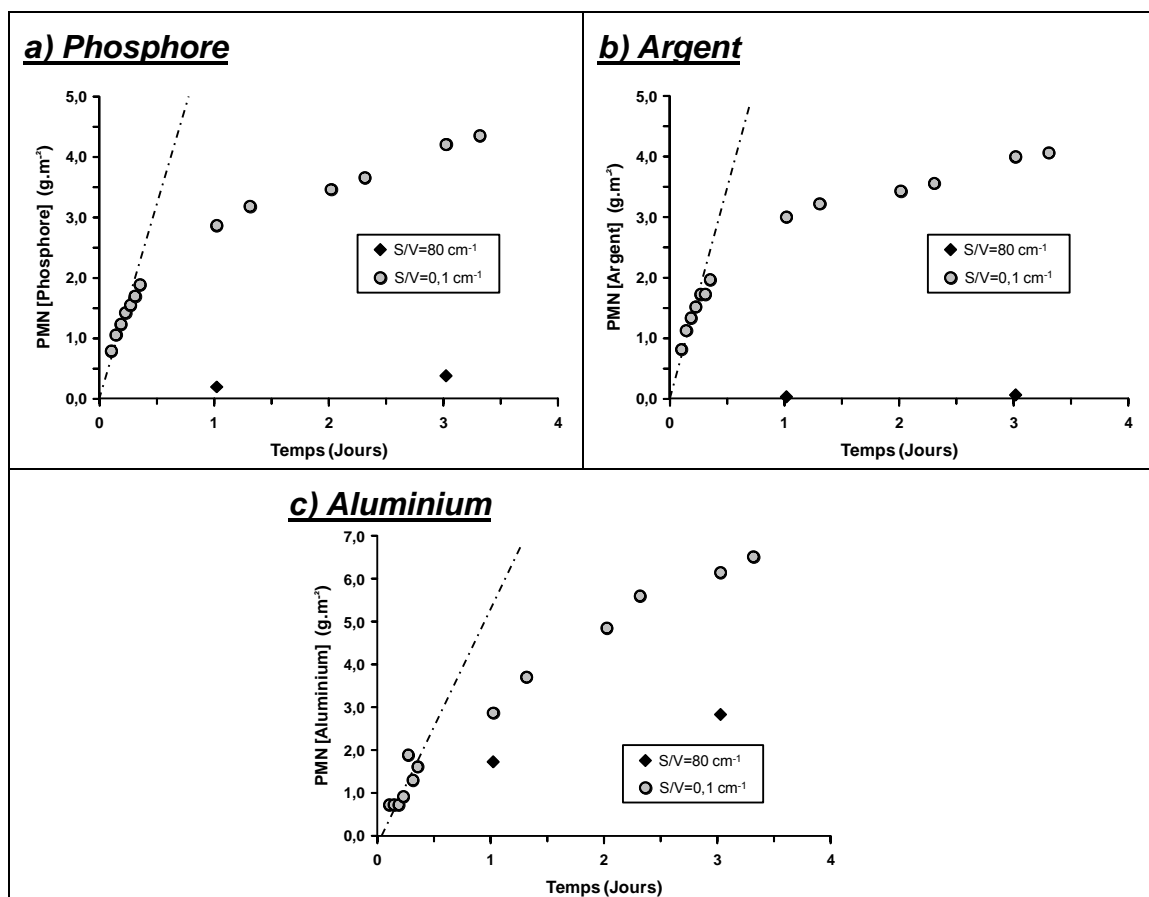 a) Phosphore
PMN [Phosphore] (g.m⁻²)
5,0
4,0
3,0
2,0
1,0
0,0
0 1 2 3 4
Temps (Jours)
S/V=80 cm⁻¹
S/V=0,1 cm⁻¹
b) Argent
PMN [Argent] (g.m⁻²)
5,0
4,0
3,0
2,0
1,0
0,0
0 1 2 3 4
Temps (Jours)
S/V=80 cm⁻¹
S/V=0,1 cm⁻¹
c) Aluminium
PMN [Aluminium] (g.m⁻²)
7,0
6,0
5,0
4,0
3,0
2,0
1,0
0,0
0 1 2 3 4
Temps (Jours)
S/V=80 cm⁻¹
S/V=0,1 cm⁻¹